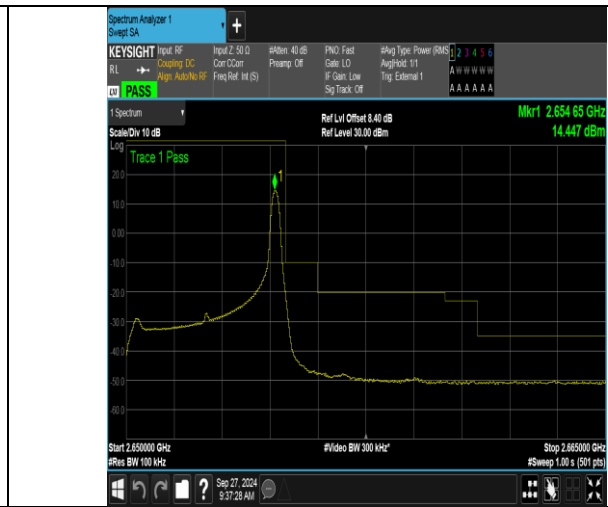 Spectrum Analyzer 1
Swept SA
+
KEYSIGHT Input: RF Input Z: 50 Ω #Atten: 40 dB PNO: Fast #Avg Type: Power (RMS 1 2 3 4 5 6
RL Coupling: DC Corr CCorr Preamp: Off Gate: LO Avg|Hold: 1/1 A W W W W W
Align: Auto/No RF Freq Ref: Int (S) IF Gain: Low Trig: External 1
LXI PASS Sig Track: Off A A A A A A
1 Spectrum
Ref Lvl Offset 8.40 dB Mkr1 2.654 65 GHz
Scale/Div 10 dB Ref Level 30.00 dBm 14.447 dBm
Log
Trace 1 Pass
1
20.0
10.0
0.00
-10.0
-20.0
-30.0
-40.0
-50.0
-60.0
Start 2.650000 GHz #Video BW 300 kHz* Stop 2.665000 GHz
#Res BW 100 kHz #Sweep 1.00 s (501 pts)
? Sep 27, 2024
9:37:28 AM